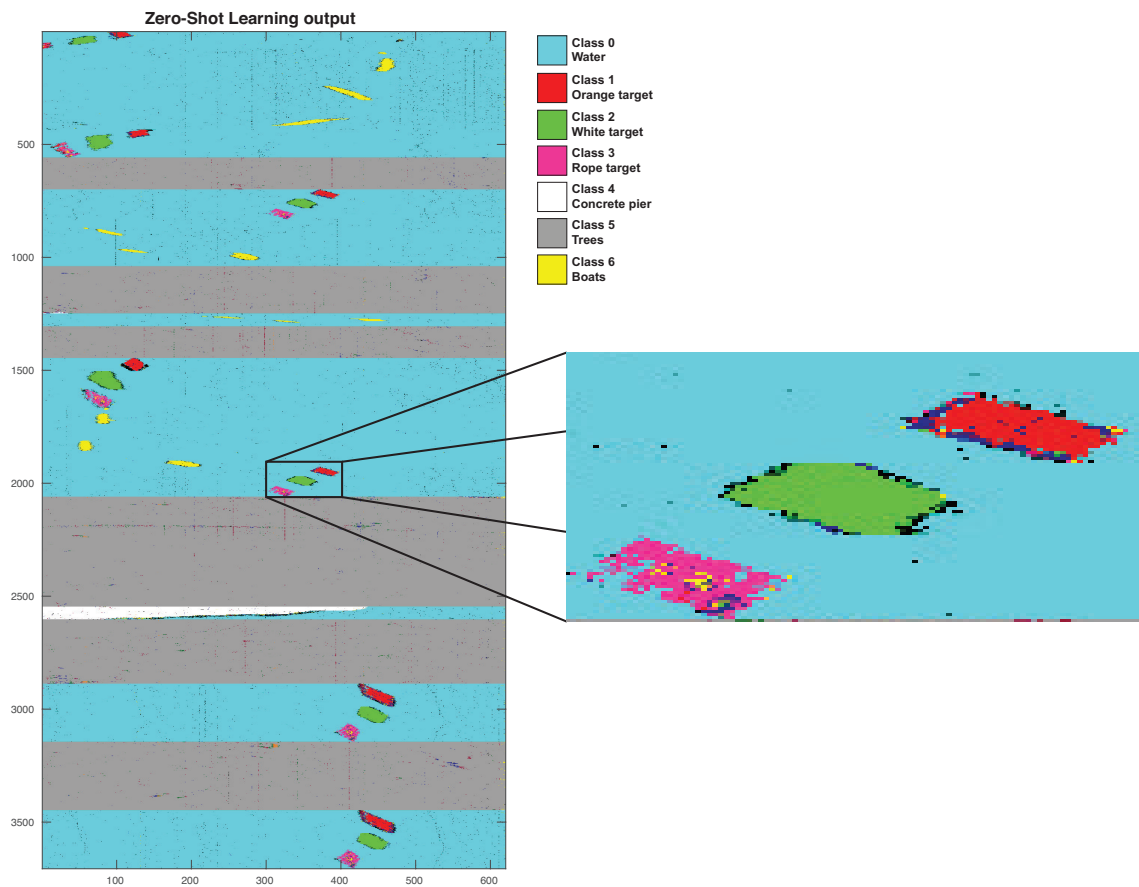 Zero-Shot Learning output
500
1000
1500
2000
2500
3000
3500
100
200
300
400
500
600
Class 0
Water
Class 1
Orange target
Class 2
White target
Class 3
Rope target
Class 4
Concrete pier
Class 5
Trees
Class 6
Boats